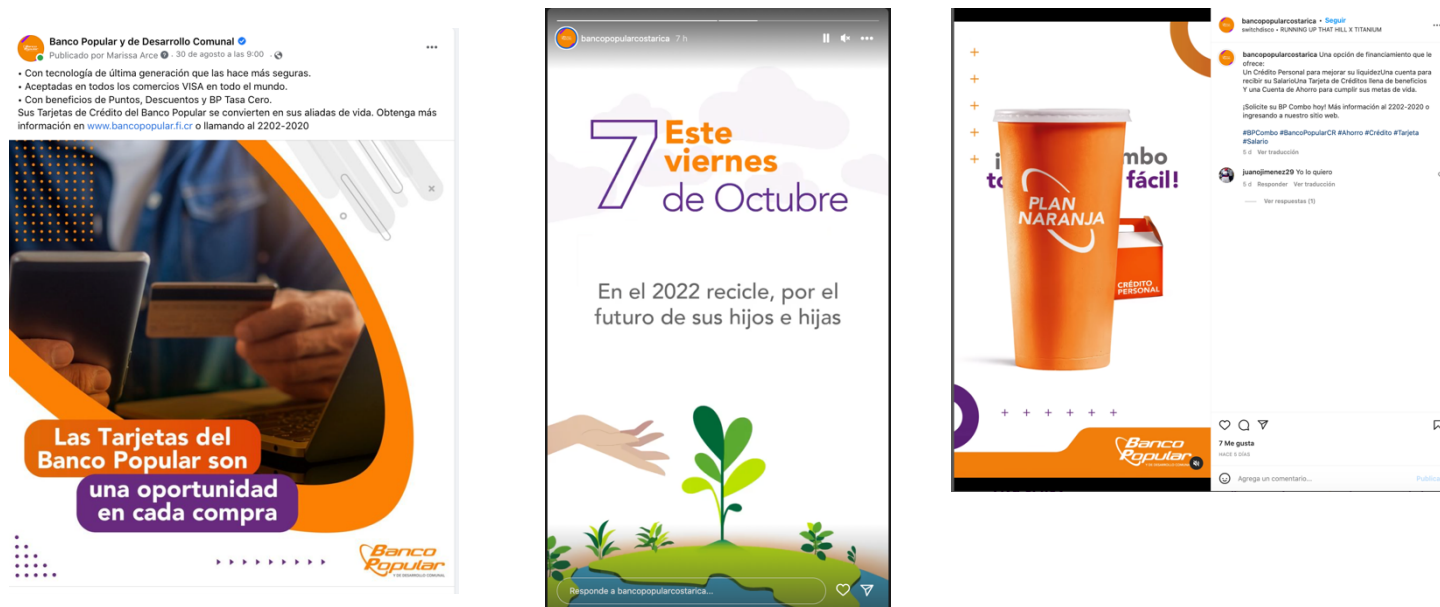 Banco Popular y de Desarrollo Comunal
Publicado por Marissa Arce · 30 de agosto a las 9:00 ·
• Con tecnología de última generación que las hace más seguras.
• Aceptadas en todos los comercios VISA en todo el mundo.
• Con beneficios de Puntos, Descuentos y BP Tasa Cero.
Sus Tarjetas de Crédito del Banco Popular se convierten en sus aliadas de vida. Obtenga más
información en www.bancopopular.fi.cr o llamando al 2202-2020
Las Tarjetas del
Banco Popular son
una oportunidad
en cada compra
Banco
Popular
Y DE DESARROLLO COMUNAL
bancopopularcostarica 7 h
7 Este
viernes
de Octubre
En el 2022 recicle, por el
futuro de sus hijos e hijas
Responde a bancopopularcostarica...
mbo
fácil!
PLAN
NARANJA
CRÉDITO
PERSONAL
Banco
Popular
Y DE DESARROLLO COMUNAL
bancopopularcostarica • Seguir
switchdisco • RUNNING UP THAT HILL X TITANIUM
bancopopularcostarica Una opción de financiamiento que le
ofrece:
Un Crédito Personal para mejorar su liquidezUna cuenta para
recibir su SalarioUna Tarjeta de Créditos llena de beneficios
Y una Cuenta de Ahorro para cumplir sus metas de vida.
¡Solicite su BP Combo hoy! Más información al 2202-2020 o
ingresando a nuestro sitio web.
#BPCombo #BancoPopularCR #Ahorro #Crédito #Tarjeta
#Salario
5 d Ver traducción
juanojimenez29 Yo lo quiero
5 d Responder Ver traducción
Ver respuestas (1)
7 Me gusta
HACE 5 DÍAS
Agrega un comentario...
Publica